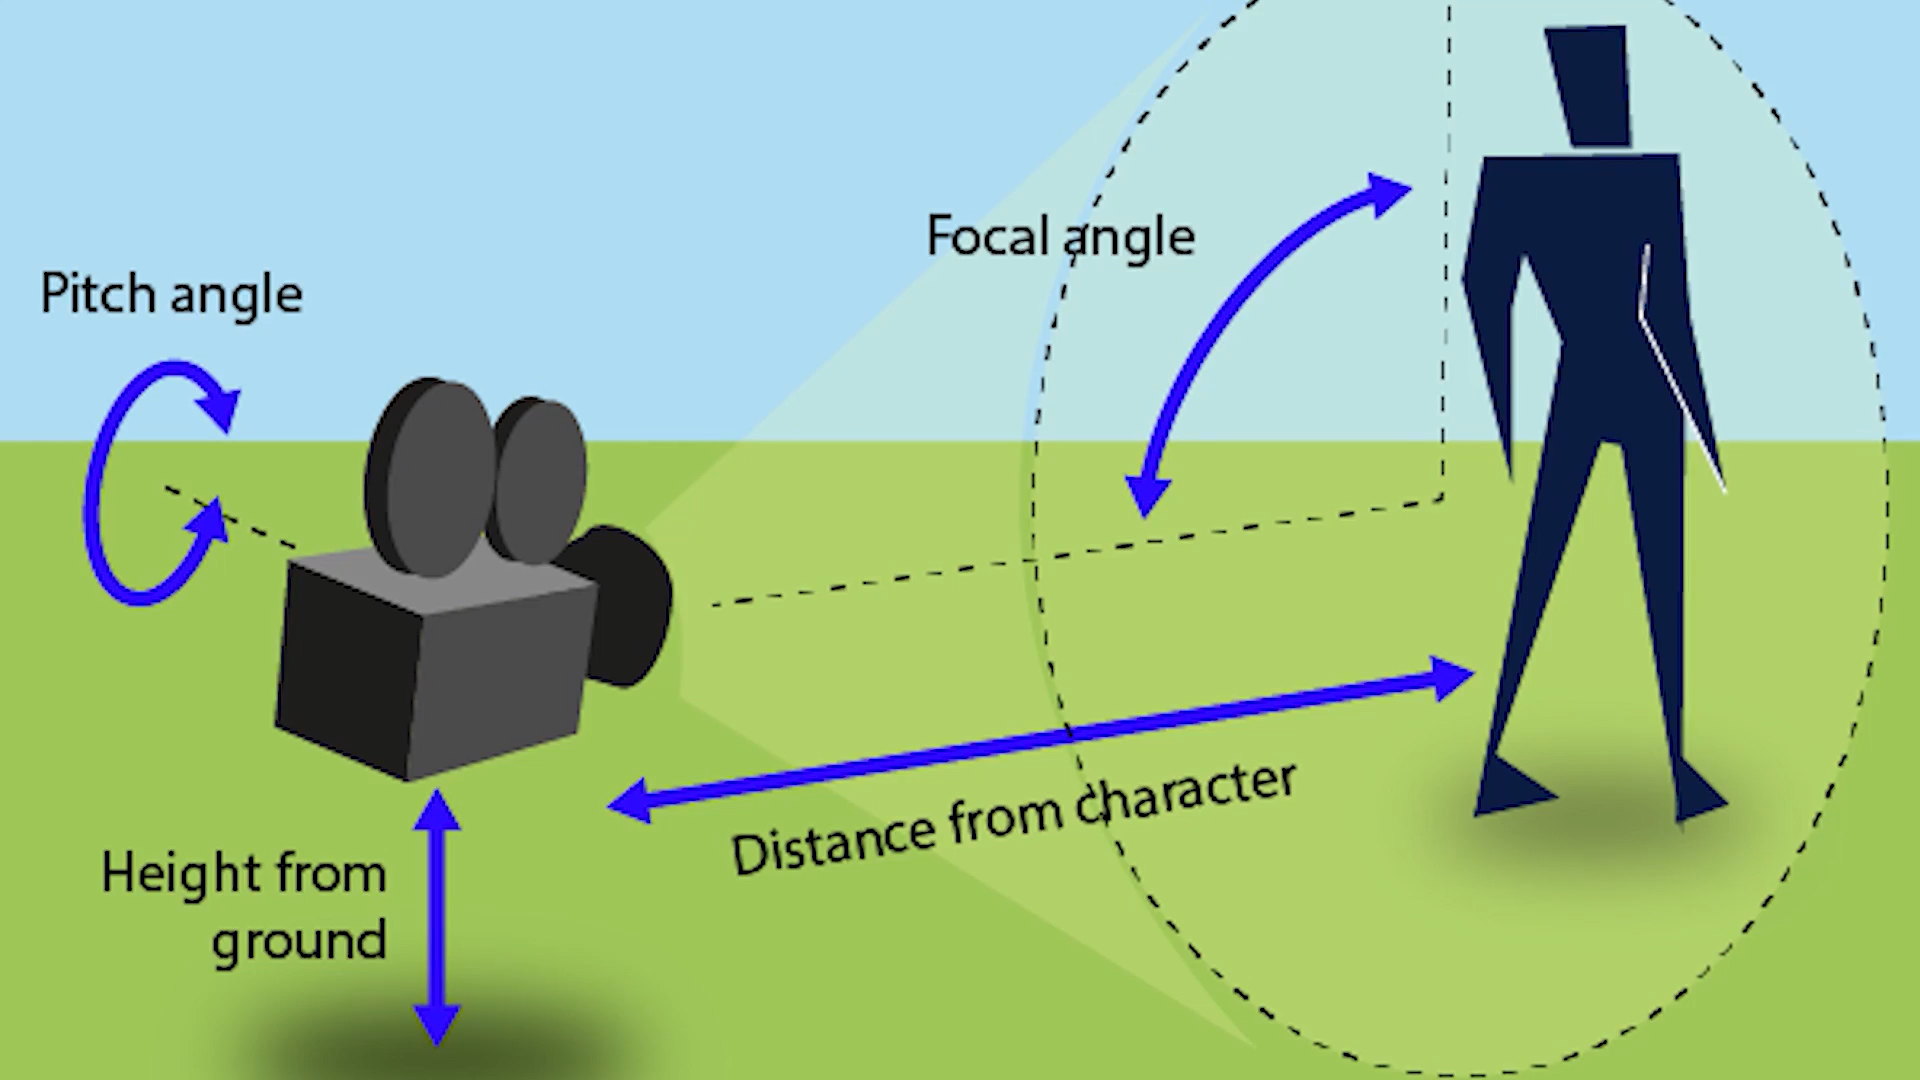 Focal angle
Pitch angle
Distance from character
Height from
ground